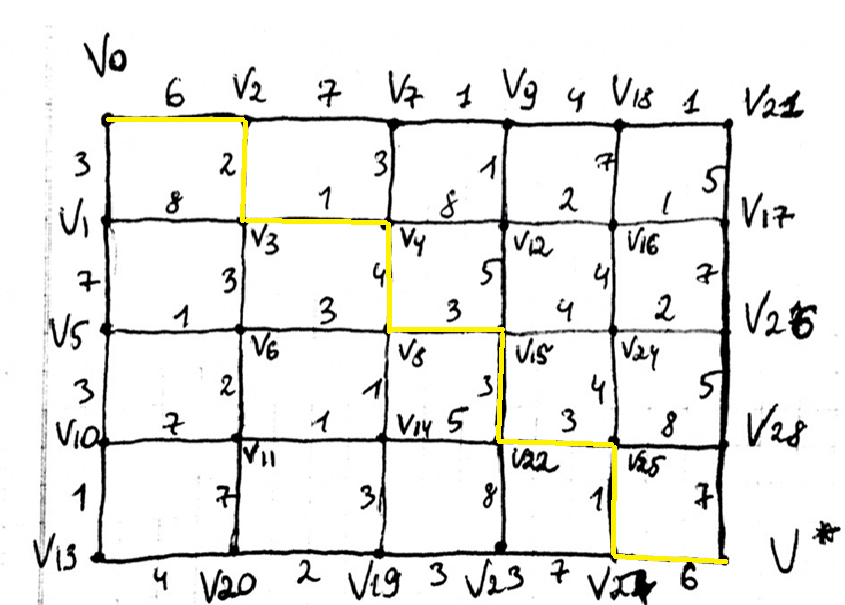 V0
6 V2 7 V7 1 V9 4 V18 1 V21
3 2 3 1 7 5
V1 8 1 8 2 1 V17
V3 V4 V12 V16
7 3 4 5 4 7
V5 1 3 3 4 2
V6 V8 V15 V24
3 2 1 3 4 5
V10 7 1 V14 5 3 8 V28
V11 V22 V25
1 7 3 8 1 7
V13 V*
4 V20 2 V19 3 V23 7 6